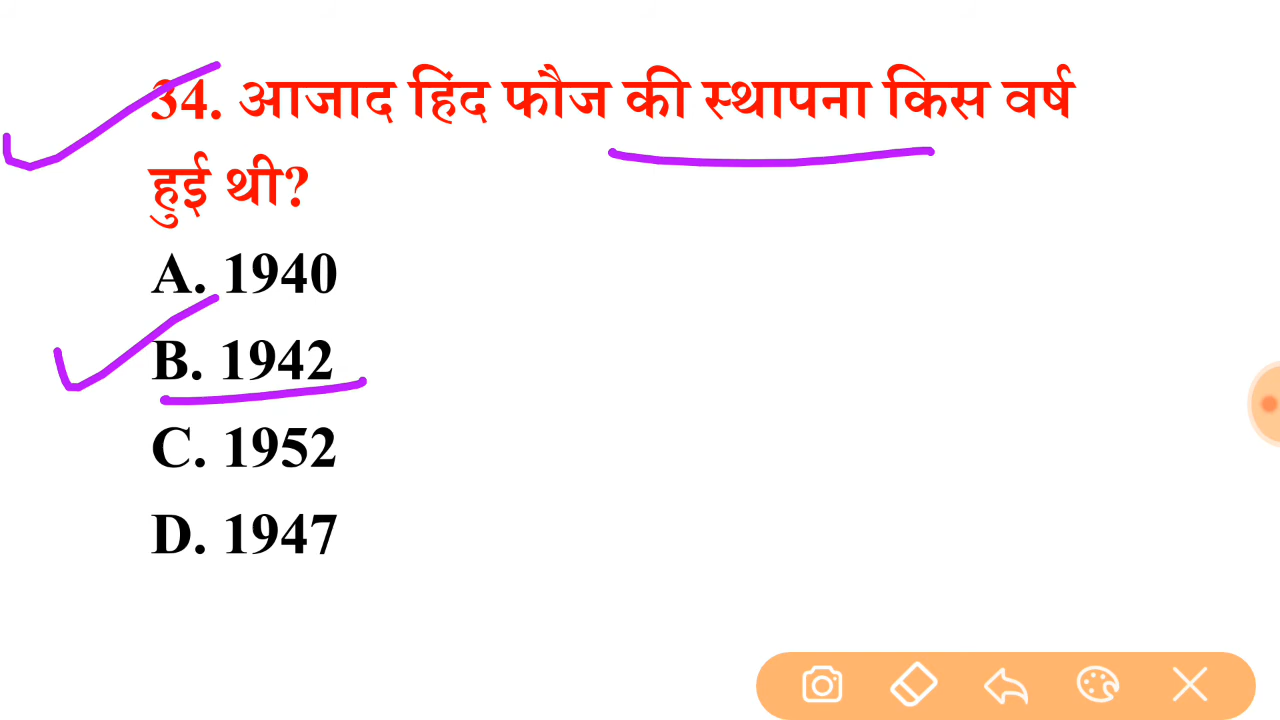 34. आजाद हिंद फौज की स्थापना किस वर्ष
हुई थी?
A. 1940
B. 1942
C. 1952
D. 1947